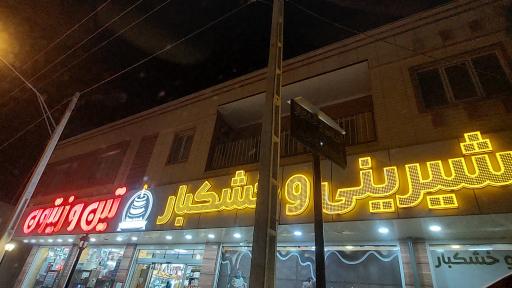 شیرینی و خشکبار
تین و زیتون
و خشکبار